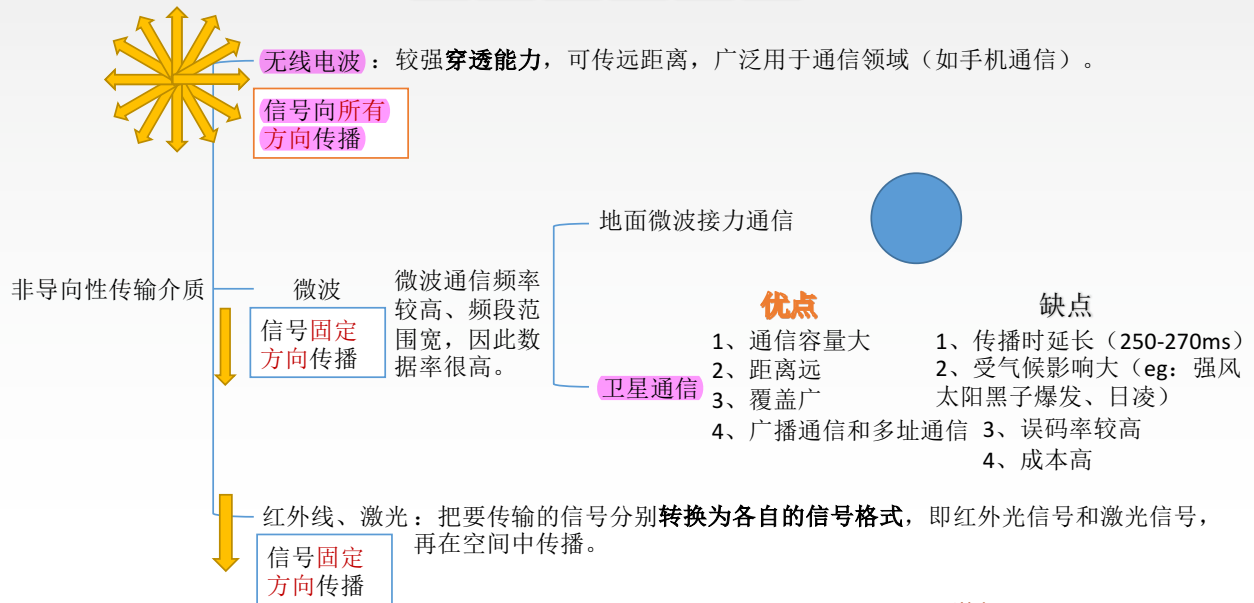 无线电波：较强穿透能力，可传远距离，广泛用于通信领域（如手机通信）。
信号向所有
方向传播
非导向性传输介质
微波
信号固定
方向传播
微波通信频率
较高、频段范
围宽，因此数
据率很高。
地面微波接力通信
卫星通信
优点
1、通信容量大
2、距离远
3、覆盖广
4、广播通信和多址通信
缺点
1、传播时延长（250-270ms）
2、受气候影响大（eg：强风
太阳黑子爆发、日凌）
3、误码率较高
4、成本高
红外线、激光：把要传输的信号分别转换为各自的信号格式，即红外光信号和激光信号，
再在空间中传播。
信号固定
方向传播